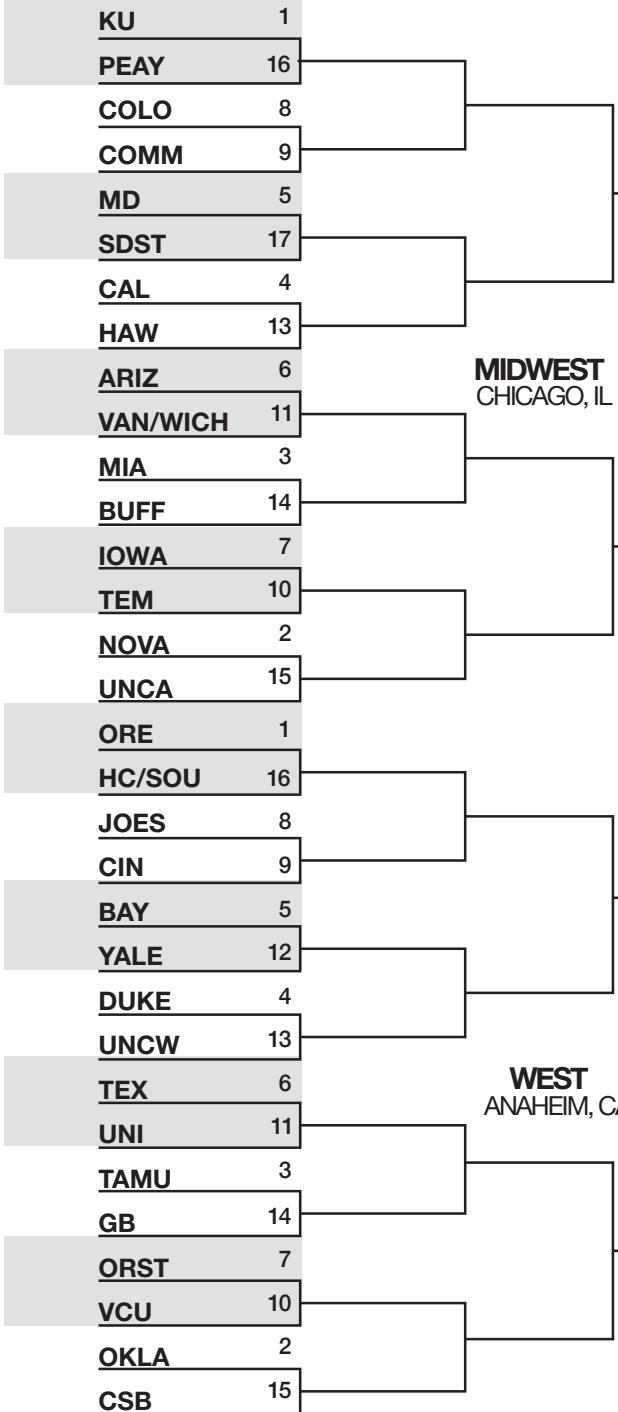 KU 1
PEAY 16
COLO 8
COMM 9
MD 5
SDST 17
CAL 4
HAW 13
ARIZ 6
MIDWEST
CHICAGO, IL
VAN/WICH 11
MIA 3
BUFF 14
IOWA 7
TEM 10
NOVA 2
UNCA 15
ORE 1
HC/SOU 16
JOES 8
CIN 9
BAY 5
YALE 12
DUKE 4
UNCW 13
TEX 6
WEST
ANAHEIM, CA
UNI 11
TAMU 3
GB 14
ORST 7
VCU 10
OKLA 2
CSB 15